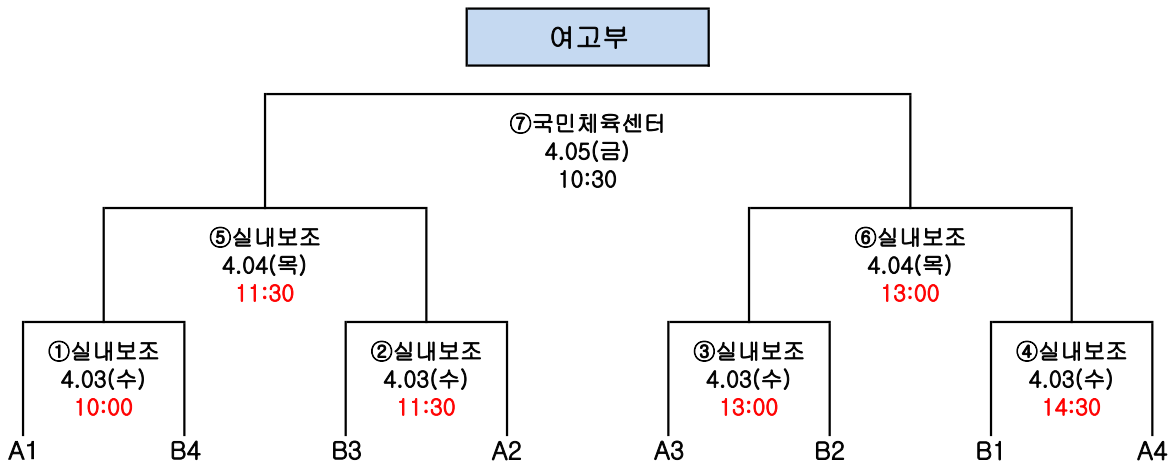 여고부
⑦국민체육센터
4.05(금)
10:30
⑤실내보조
4.04(목)
11:30
⑥실내보조
4.04(목)
13:00
①실내보조
4.03(수)
10:00
②실내보조
4.03(수)
11:30
③실내보조
4.03(수)
13:00
④실내보조
4.03(수)
14:30
A1 B4 B3 A2 A3 B2 B1 A4